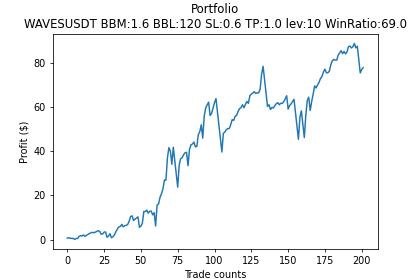 Portfolio
WAVESUSDT BBM:1.6 BBL:120 SL:0.6 TP:1.0 lev:10 WinRatio:69.0
80
60
40
20
0
Profit ($)
0 25 50 75 100 125 150 175 200
Trade counts